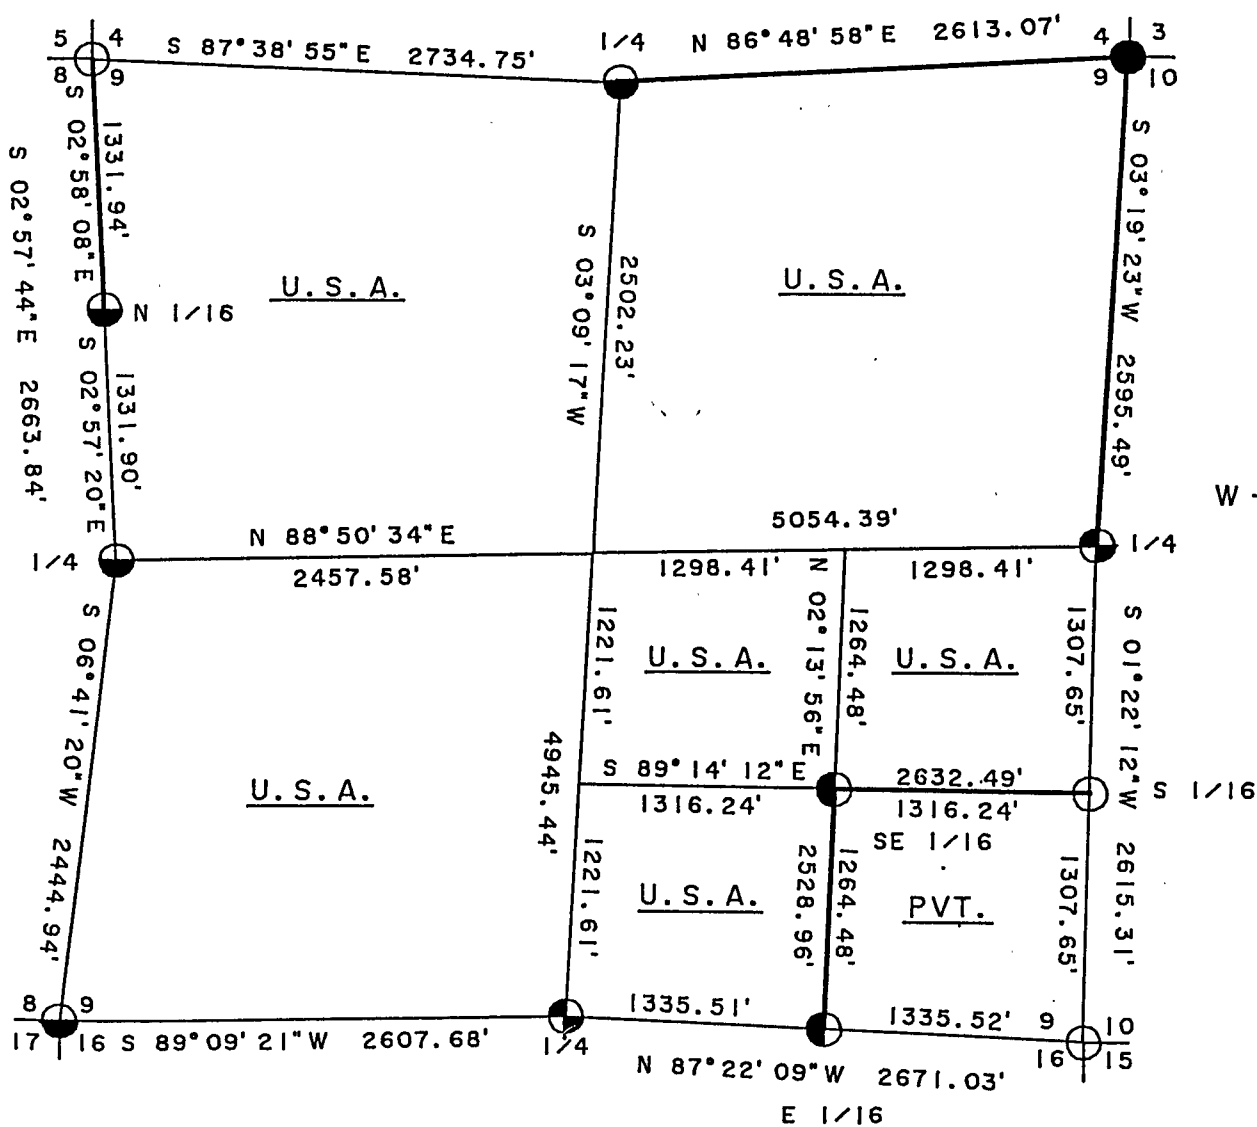 5 4
8 9
S 87°38'55"E 2734.75'
1/4
N 86°48'58"E 2613.07'
4 3
9 10
S 02°58'08"E
1331.94'
S 02°57'44"E 2663.84'
N 1/16
S 02°57'20"E
1331.90'
U.S.A.
S 03°09'17"W
2502.23'
U.S.A.
S 03°19'23"W 2595.49'
W
1/4
N 88°50'34"E
2457.58'
5054.39'
1298.41'
1298.41'
1/4
S 06°41'20"W 2444.94'
U.S.A.
1221.61'
4945.44'
1221.61'
U.S.A.
N 02°13'56"E
1264.48'
U.S.A.
1307.65'
S 01°22'12"W 2615.31'
S 89°14'12"E
1316.24'
2632.49'
1316.24'
S 1/16
SE 1/16
U.S.A.
2528.96'
1264.48'
PVT.
1307.65'
8 9
17 16
S 89°09'21"W 2607.68'
1/4
1335.51'
1335.52'
9 10
16 15
N 87°22'09"W 2671.03'
E 1/16